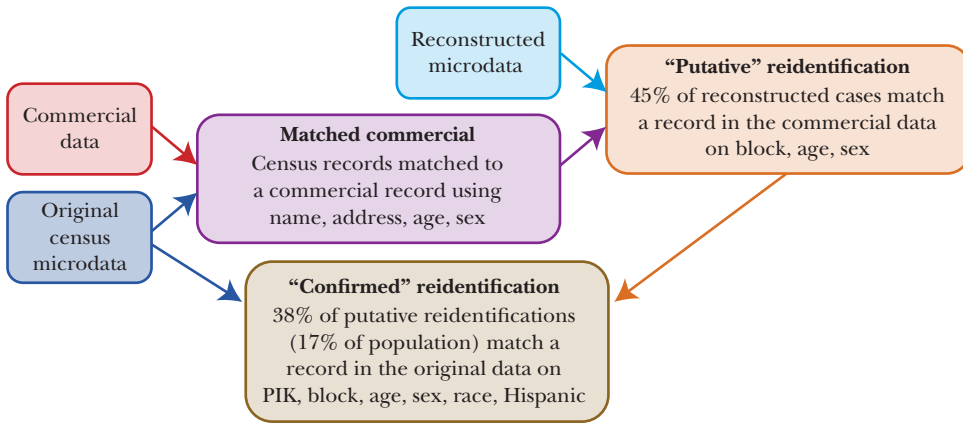 Reconstructed
microdata
“Putative” reidentification
45% of reconstructed cases match
a record in the commercial data
on block, age, sex
Commercial
data
Matched commercial
Census records matched to
a commercial record using
name, address, age, sex
Original
census
microdata
“Confirmed” reidentification
38% of putative reidentifications
(17% of population) match a
record in the original data on
PIK, block, age, sex, race, Hispanic